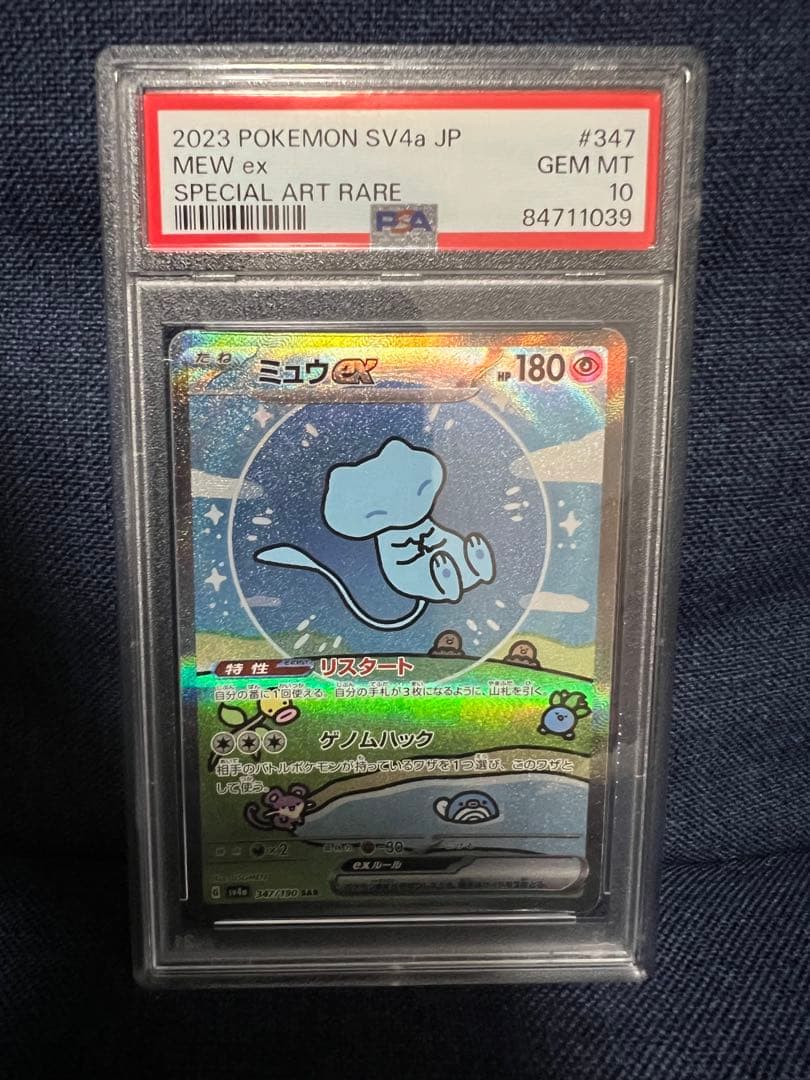 2023 POKEMON SV4a JP #347
MEW ex GEM MT
SPECIAL ART RARE 10
PSA 84711039
たね ミュウex HP 180
特性 リスタート
自分の番に1回使える。自分の手札が3枚になるように、山札を引く。
ゲノムハック
相手のバトルポケモンが持っているワザを1つ選び、このワザと
して使う。
×2 -30
exルール
G sv4a 347/190 SAR